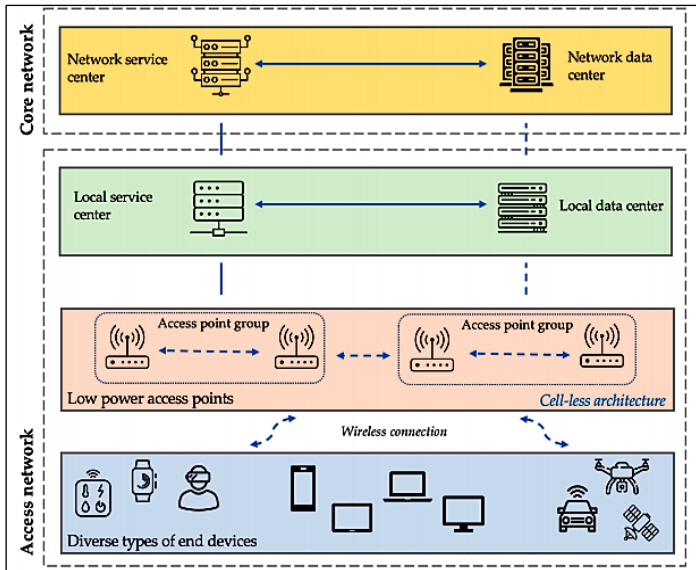 Core network
Network service
center
Network data
center
Access network
Local service
center
Local data center
Access point group
Access point group
Low power access points
Cell-less architecture
Wireless connection
Diverse types of end devices